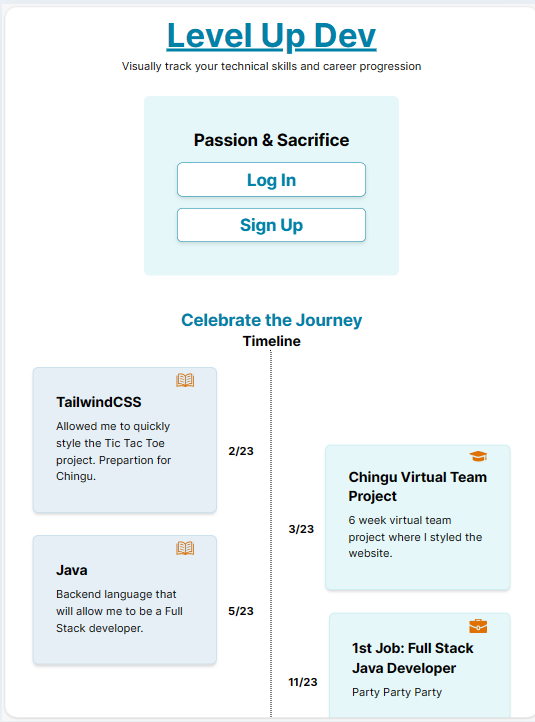 Level Up Dev
Visually track your technical skills and career progression
Passion & Sacrifice
Log In
Sign Up
Celebrate the Journey
Timeline
TailwindCSS
Allowed me to quickly
style the Tic Tac Toe
project. Prepartion for
Chingu.
2/23
Chingu Virtual Team
Project
6 week virtual team
project where I styled the
website.
3/23
Java
Backend language that
will allow me to be a Full
Stack developer.
5/23
1st Job: Full Stack
Java Developer
Party Party Party
11/23